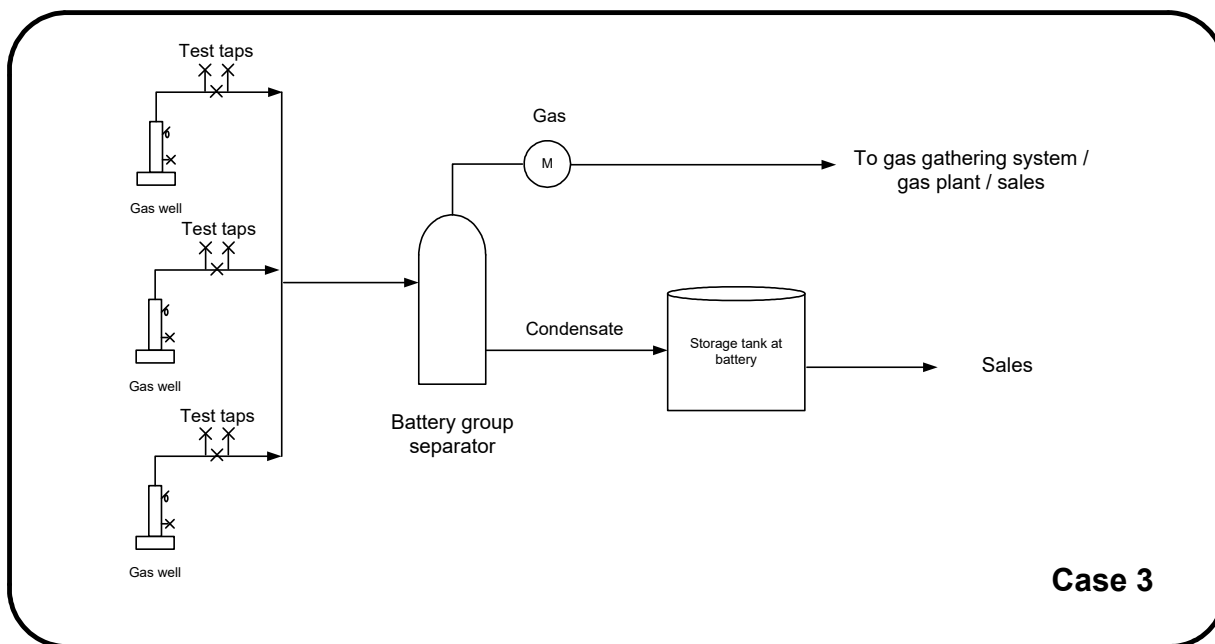 Test taps
Gas well
Test taps
Gas well
Test taps
Gas well
Gas
M
To gas gathering system /
gas plant / sales
Battery group
separator
Condensate
Storage tank at
battery
Sales
Case 3